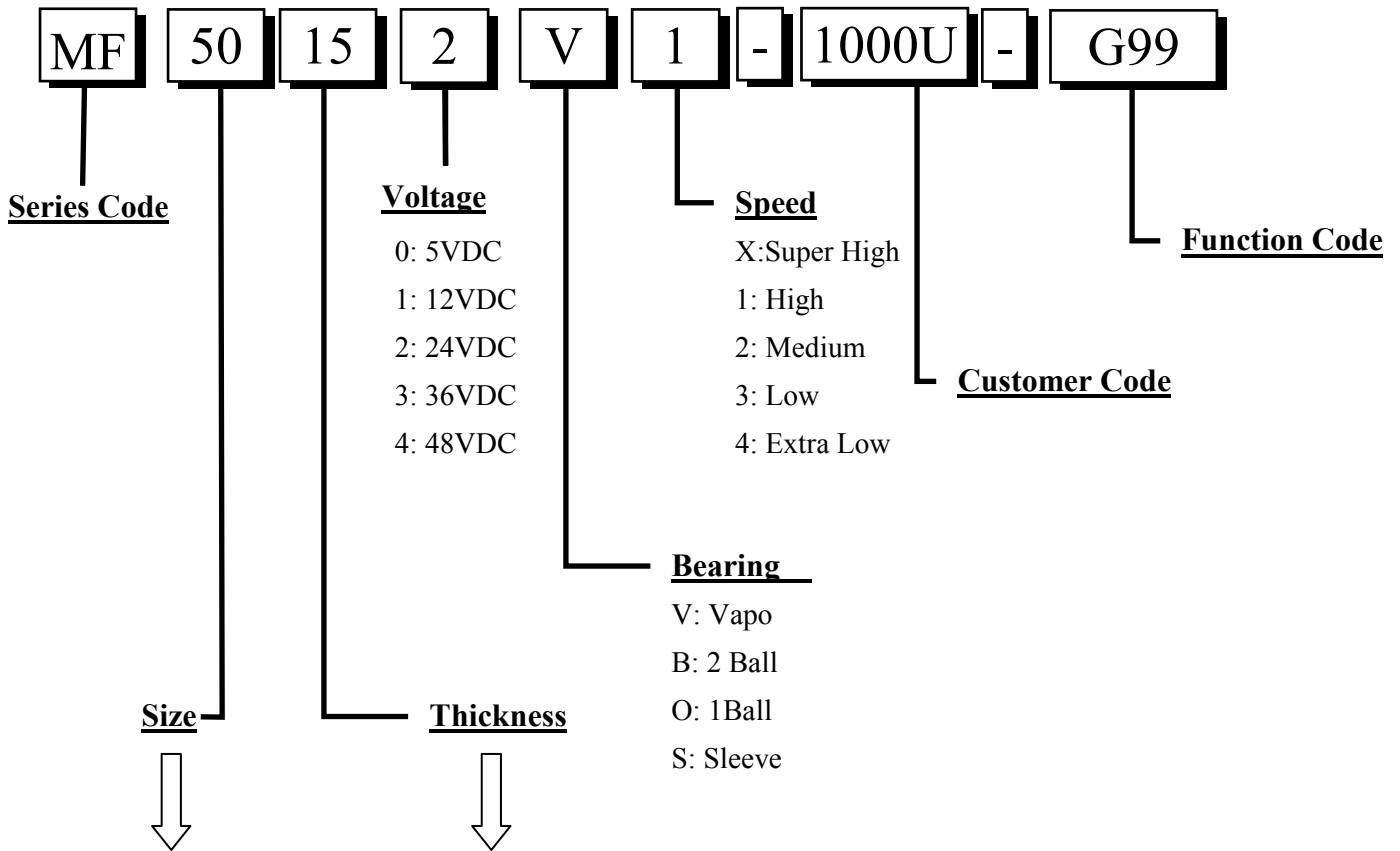 MF 50 15 2 V 1 - 1000U - G99
Series Code
Voltage
0: 5VDC
1: 12VDC
2: 24VDC
3: 36VDC
4: 48VDC
Speed
X:Super High
1: High
2: Medium
3: Low
4: Extra Low
Function Code
Customer Code
Bearing
V: Vapo
B: 2 Ball
O: 1Ball
S: Sleeve
Size
Thickness